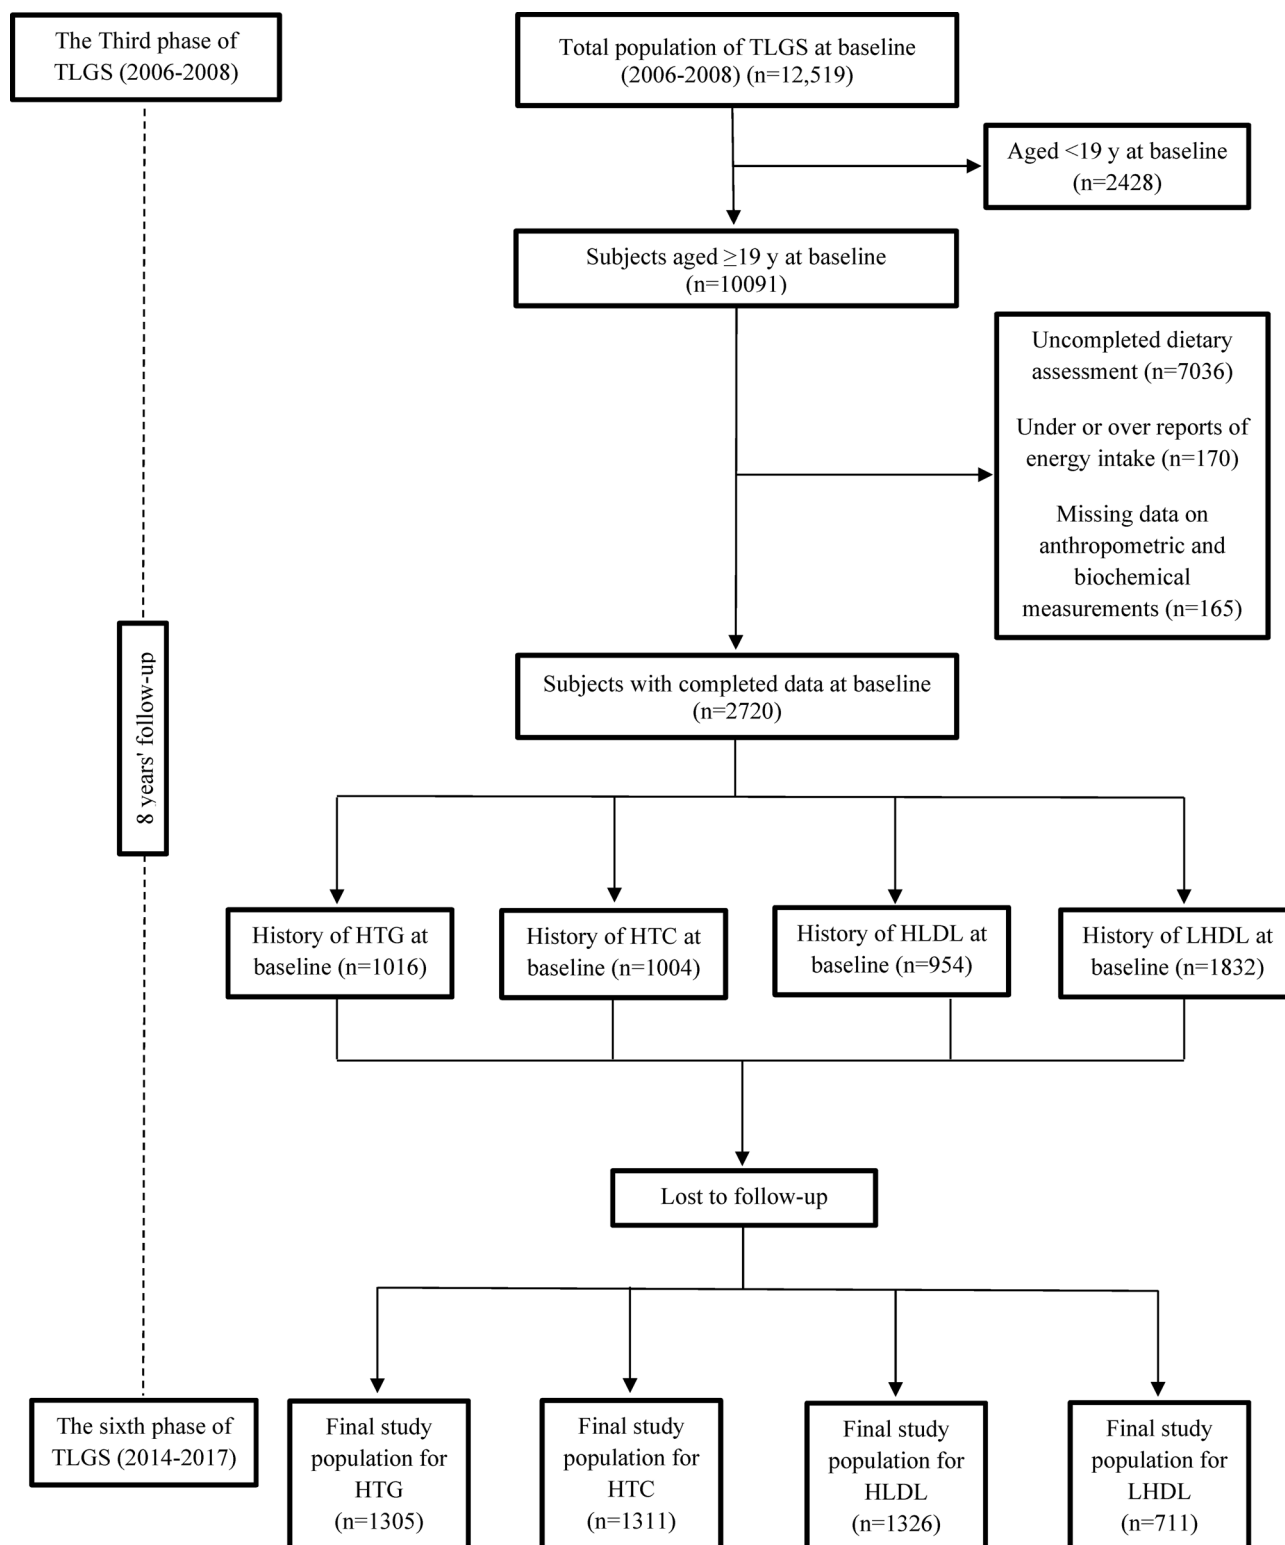 The Third phase of
TLGS (2006-2008)
Total population of TLGS at baseline
(2006-2008) (n=12,519)
Aged <19 y at baseline
(n=2428)
Subjects aged ≥19 y at baseline
(n=10091)
Uncompleted dietary
assessment (n=7036)
Under or over reports of
energy intake (n=170)
Missing data on
anthropometric and
biochemical
measurements (n=165)
8 years' follow-up
Subjects with completed data at baseline
(n=2720)
History of HTG at
baseline (n=1016)
History of HTC at
baseline (n=1004)
History of HLDL at
baseline (n=954)
History of LHDL at
baseline (n=1832)
Lost to follow-up
The sixth phase of
TLGS (2014-2017)
Final study
population for
HTG
(n=1305)
Final study
population for
HTC
(n=1311)
Final study
population for
HLDL
(n=1326)
Final study
population for
LHDL
(n=711)